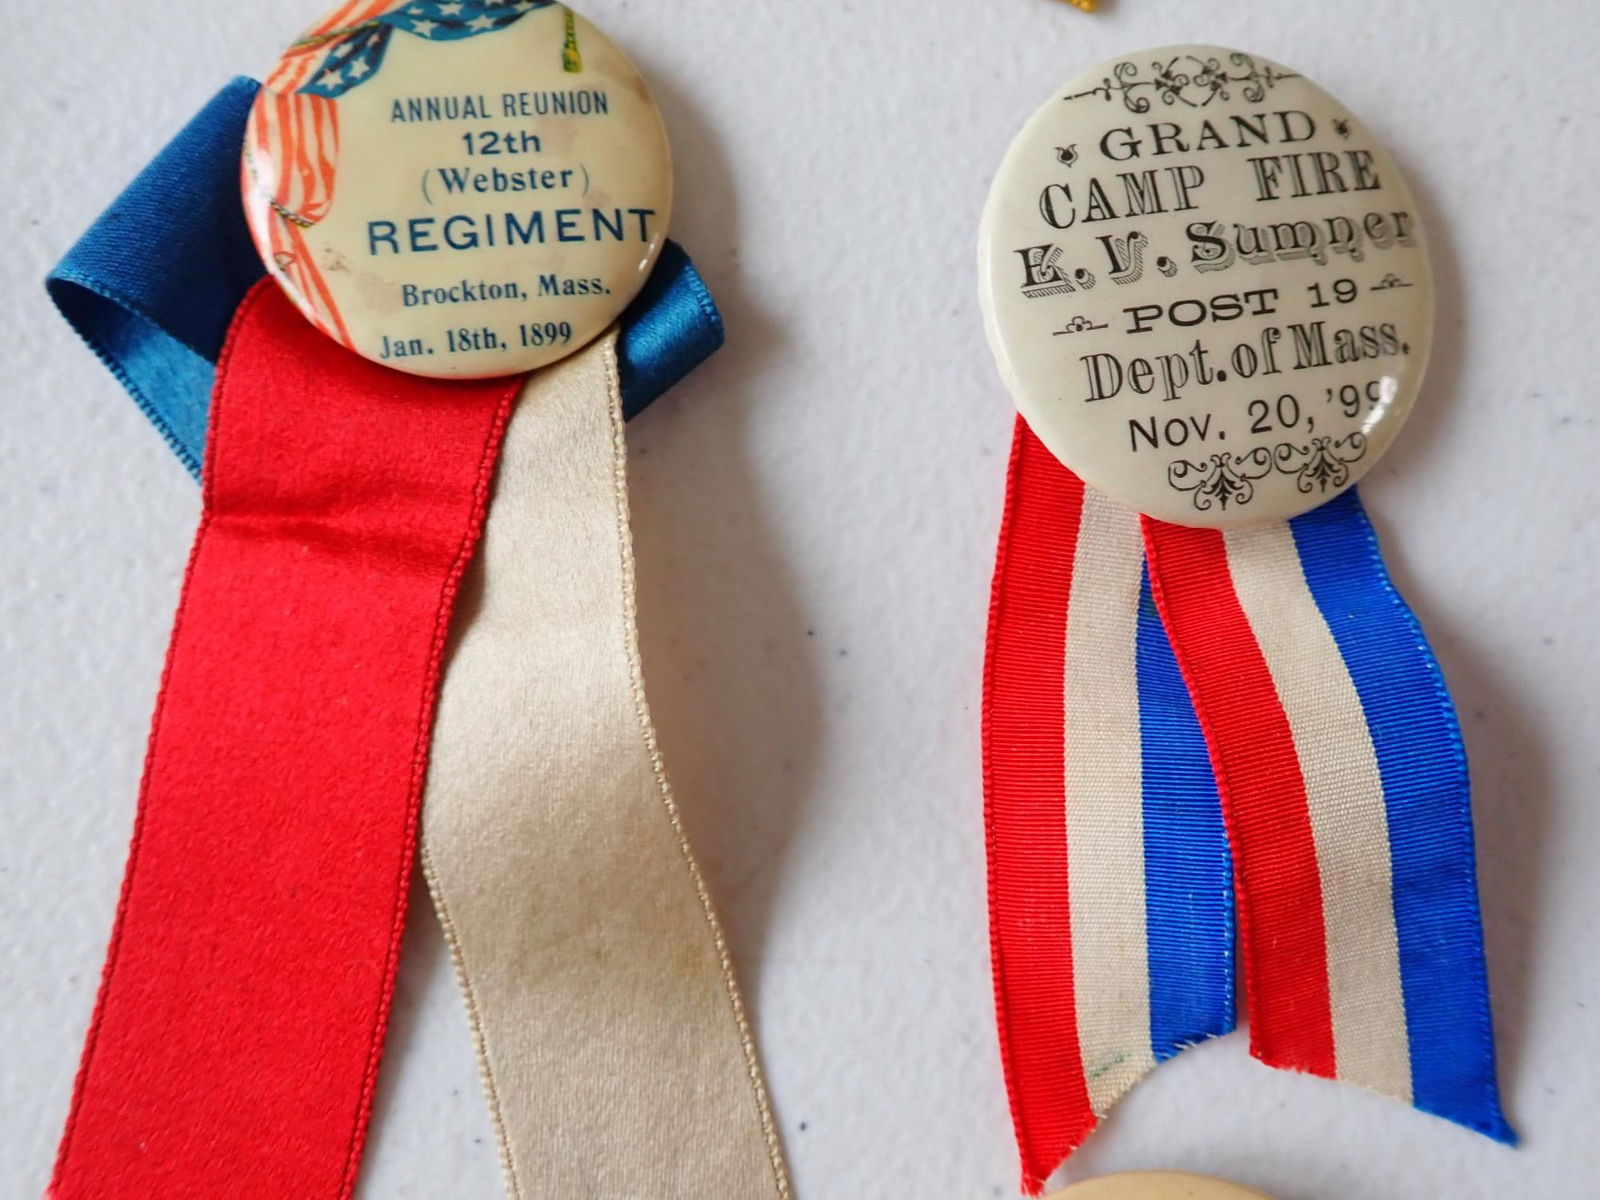 ANNUAL REUNION
12th
(Webster)
REGIMENT
Brockton, Mass.
Jan. 18th, 1899
GRAND
CAMP FIRE
E. V. Sumner
POST 19
Dept. of Mass.
Nov. 20, '99